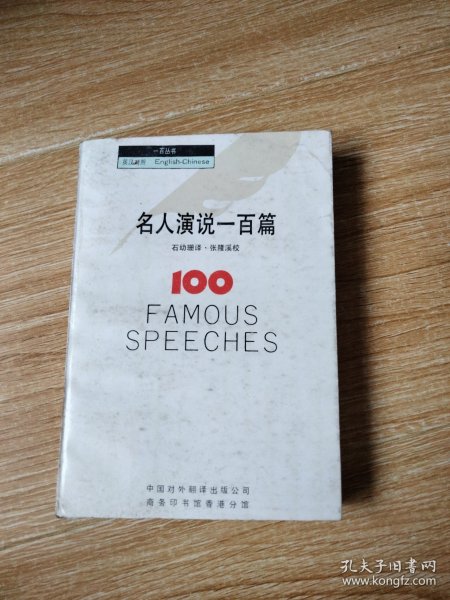 一百丛书
英汉对照 English-Chinese
名人演说一百篇
石幼珊译·张隆溪校
100
FAMOUS
SPEECHES
中国对外翻译出版公司
商务印书馆香港分馆
孔夫子旧书网
www.kongfz.com